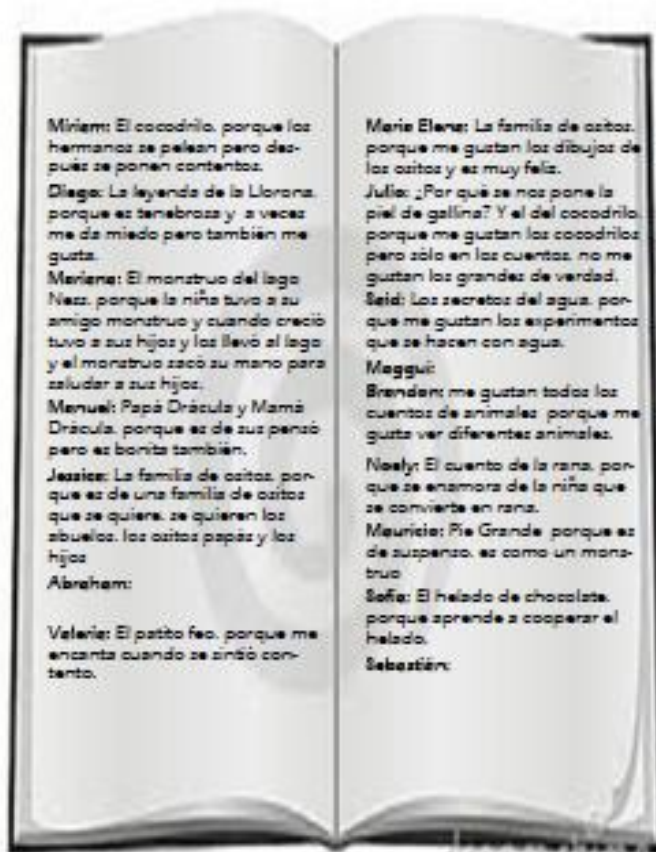 Miriam: El cocodrilo, porque los
hermanos se pelean pero des-
pués se ponen contentos.
Diego: La leyenda de la Llorona,
porque es tenebrosa y a veces
me da miedo pero también me
gusta.
Mariana: El monstruo del lago
Ness, porque la niña tuvo a su
amigo monstruo y cuando creció
tuvo a sus hijos y los llevó al lago
y el monstruo sacó su mano para
saludar a sus hijos.
Manuel: Papá Drácula y Mamá
Drácula, porque es de sus pensó
pero es bonita también.
Jessica: La familia de ositos, por-
que es de una familia de ositos
que se quiere, se quieren los
abuelos, los ositos papás y los
hijos
Abraham:
Valeria: El patito feo, porque me
encanta cuando se sintió con-
tento.
María Elena: La familia de ositos,
porque me gustan los dibujos de
los ositos y es muy feliz.
Julio: ¿Por qué se nos pone la
piel de gallina? Y el del cocodrilo,
porque me gustan los cocodrilos
pero sólo en los cuentos, no me
gustan los grandes de verdad.
Said: Los secretos del agua, por-
que me gustan los experimentos
que se hacen con agua.
Maggui:
Brandon: me gustan todos los
cuentos de animales porque me
gusta ver diferentes animales.
Naely: El cuento de la rana, por-
que se enamora de la niña que
se convierte en rana.
Mauricio: Pie Grande porque es
de suspenso, es como un mons-
truo
Sofía: El helado de chocolate,
porque aprende a cooperar el
helado.
Sebastián: